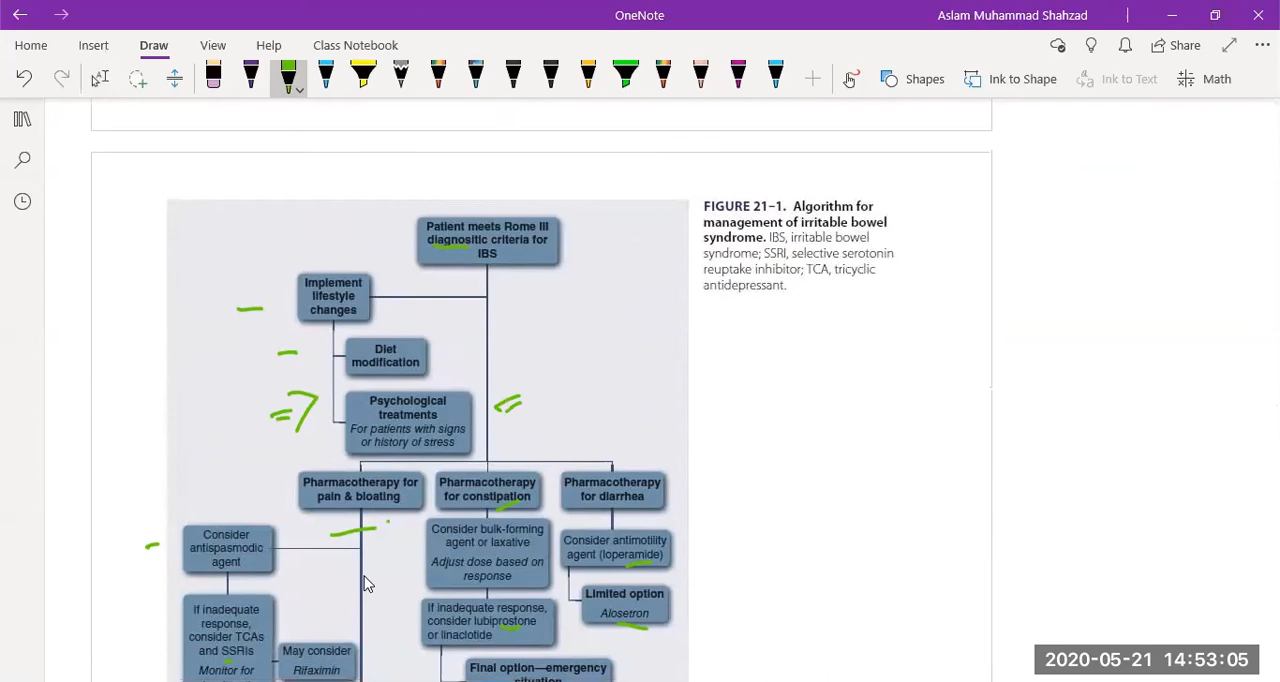 OneNote
Aslam Muhammad Shahzad
Home
Insert
Draw
View
Help
Class Notebook
Share
Shapes
Ink to Shape
Ink to Text
Math
Patient meets Rome III
diagnositic criteria for
IBS
FIGURE 21–1. Algorithm for
management of irritable bowel
syndrome. IBS, irritable bowel
syndrome; SSRI, selective serotonin
reuptake inhibitor; TCA, tricyclic
antidepressant.
Implement
lifestyle
changes
Diet
modification
Psychological
treatments
For patients with signs
or history of stress
Pharmacotherapy for
pain & bloating
Pharmacotherapy
for constipation
Pharmacotherapy
for diarrhea
Consider
antispasmodic
agent
Consider bulk-forming
agent or laxative
Adjust dose based on
response
Consider antimotility
agent (loperamide)
Limited option
Alosetron
If inadequate
response,
consider TCAs
and SSRIs
Monitor for
May consider
Rifaximin
If inadequate response,
consider lubiprostone
or linaclotide
Final option—emergency
situation
2020-05-21 14:53:05